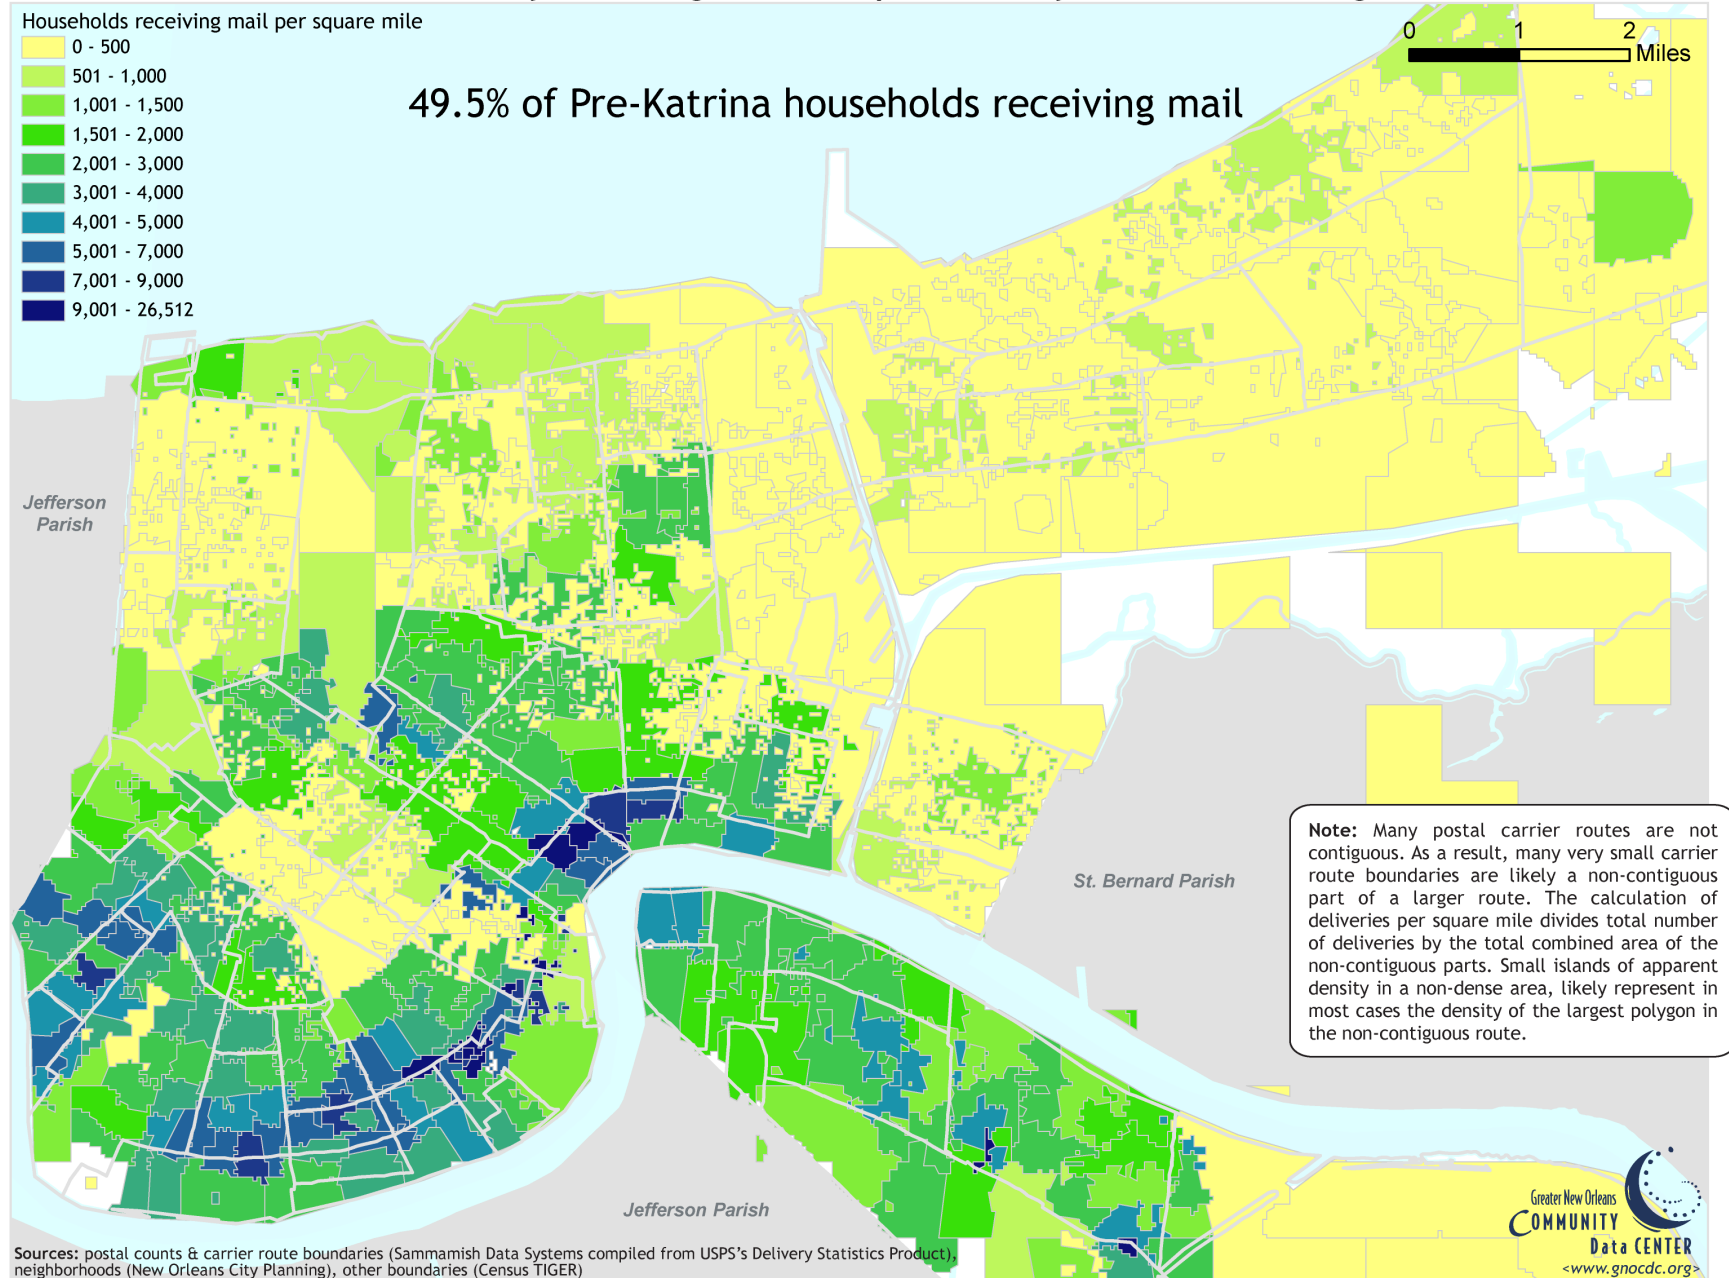 Households receiving mail per square mile
0 - 500
501 - 1,000
1,001 - 1,500
1,501 - 2,000
2,001 - 3,000
3,001 - 4,000
4,001 - 5,000
5,001 - 7,000
7,001 - 9,000
9,001 - 26,512
49.5% of Pre-Katrina households receiving mail
0 1 2
Miles
Jefferson
Parish
St. Bernard Parish
Note: Many postal carrier routes are not
contiguous. As a result, many very small carrier
route boundaries are likely a non-contiguous
part of a larger route. The calculation of
deliveries per square mile divides total number
of deliveries by the total combined area of the
non-contiguous parts. Small islands of apparent
density in a non-dense area, likely represent in
most cases the density of the largest polygon in
the non-contiguous route.
Jefferson Parish
Greater New Orleans
COMMUNITY
Data CENTER
<www.gnocdc.org>
Sources: postal counts & carrier route boundaries (Sammamish Data Systems compiled from USPS's Delivery Statistics Product),
neighborhoods (New Orleans City Planning), other boundaries (Census TIGER)